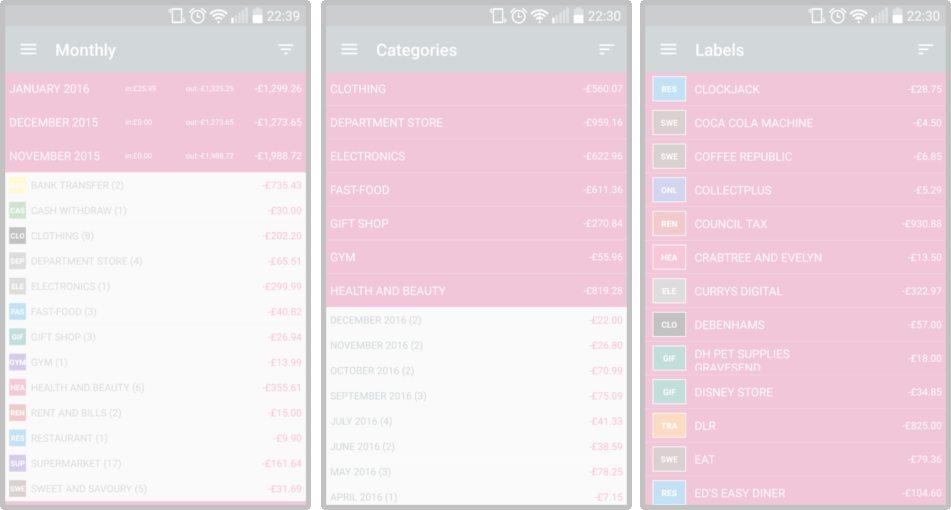 22:39
Monthly
JANUARY 2016 in:£25.99 out:-£1,325.25 -£1,299.26
DECEMBER 2015 in:£0.00 out:-£1,273.65 -£1,273.65
NOVEMBER 2015 in:£0.00 out:-£1,988.72 -£1,988.72
BANK TRANSFER (2) -£735.43
CAS CASH WITHDRAW (1) -£30.00
CLO CLOTHING (8) -£202.20
DEP DEPARTMENT STORE (4) -£65.51
ELE ELECTRONICS (1) -£299.99
FAS FAST-FOOD (3) -£40.82
GIF GIFT SHOP (3) -£26.94
GYM GYM (1) -£13.99
HEA HEALTH AND BEAUTY (6) -£355.61
REN RENT AND BILLS (2) -£15.00
RES RESTAURANT (1) -£9.90
SUP SUPERMARKET (17) -£161.64
SWE SWEET AND SAVOURY (5) -£31.69
22:30
Categories
CLOTHING -£560.07
DEPARTMENT STORE -£959.16
ELECTRONICS -£622.96
FAST-FOOD -£611.36
GIFT SHOP -£270.84
GYM -£55.96
HEALTH AND BEAUTY -£819.28
DECEMBER 2016 (2) -£22.00
NOVEMBER 2016 (2) -£26.80
OCTOBER 2016 (2) -£70.99
SEPTEMBER 2016 (3) -£75.09
JULY 2016 (4) -£41.33
JUNE 2016 (2) -£38.59
MAY 2016 (3) -£78.25
APRIL 2016 (1) -£7.15
22:30
Labels
RES CLOCKJACK -£28.75
SWE COCA COLA MACHINE -£4.50
SWE COFFEE REPUBLIC -£6.85
ONL COLLECTPLUS -£5.29
REN COUNCIL TAX -£930.88
HEA CRABTREE AND EVELYN -£13.50
ELE CURRYS DIGITAL -£322.97
CLO DEBENHAMS -£57.00
GIF DH PET SUPPLIES -£18.00
GRAVESEND
GIF DISNEY STORE -£34.85
TRA DLR -£825.00
SWE EAT -£79.36
RES ED'S EASY DINER -£104.60